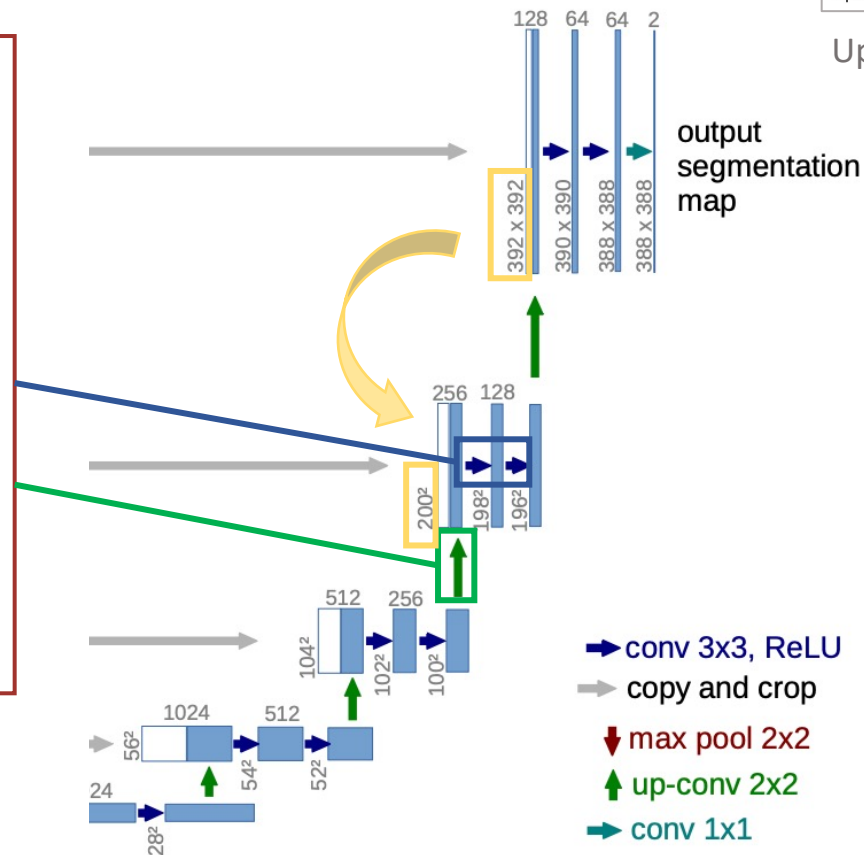 128 64 64 2
Up
output
segmentation
map
392 x 392
390 x 390
388 x 388
388 x 388
256 128
200²
198²
196²
512 256
104²
102²
100²
1024 512
56²
54²
52²
24
28²
conv 3x3, ReLU
copy and crop
max pool 2x2
up-conv 2x2
conv 1x1